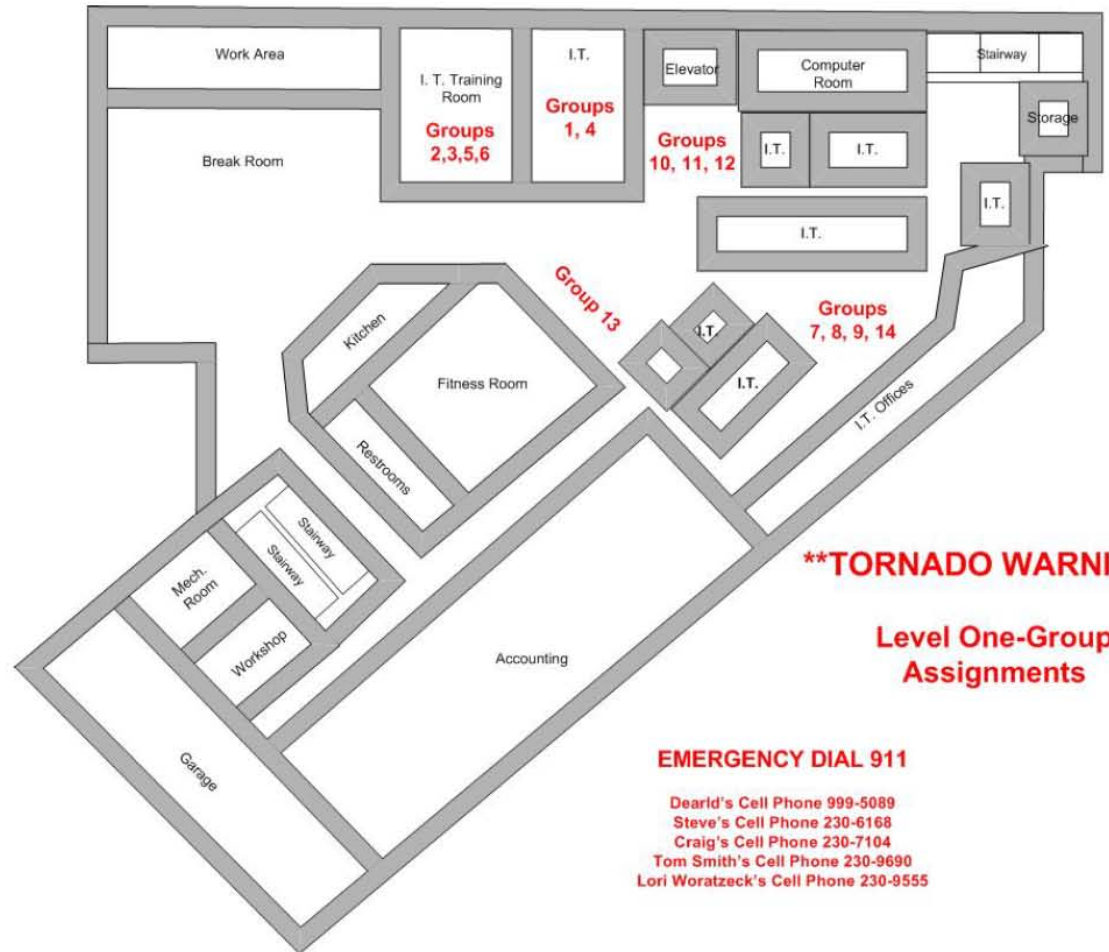 Work Area
I. T. Training
Room
Groups
2,3,5,6
I.T.
Groups
1, 4
Elevator
Computer
Room
Stairway
Storage
Groups
10, 11, 12
I.T.
I.T.
I.T.
I.T.
Break Room
Group 13
Groups
7, 8, 9, 14
I.T.
I.T.
I.T. Offices
Kitchen
Fitness Room
Restrooms
Stairway
Stairway
Mech.
Room
Workshop
Accounting
Garage
**TORNADO WARNI
Level One-Group
Assignments
EMERGENCY DIAL 911
Dearld's Cell Phone 999-5089
Steve's Cell Phone 230-6168
Craig's Cell Phone 230-7104
Tom Smith's Cell Phone 230-9690
Lori Woratzeck's Cell Phone 230-9555